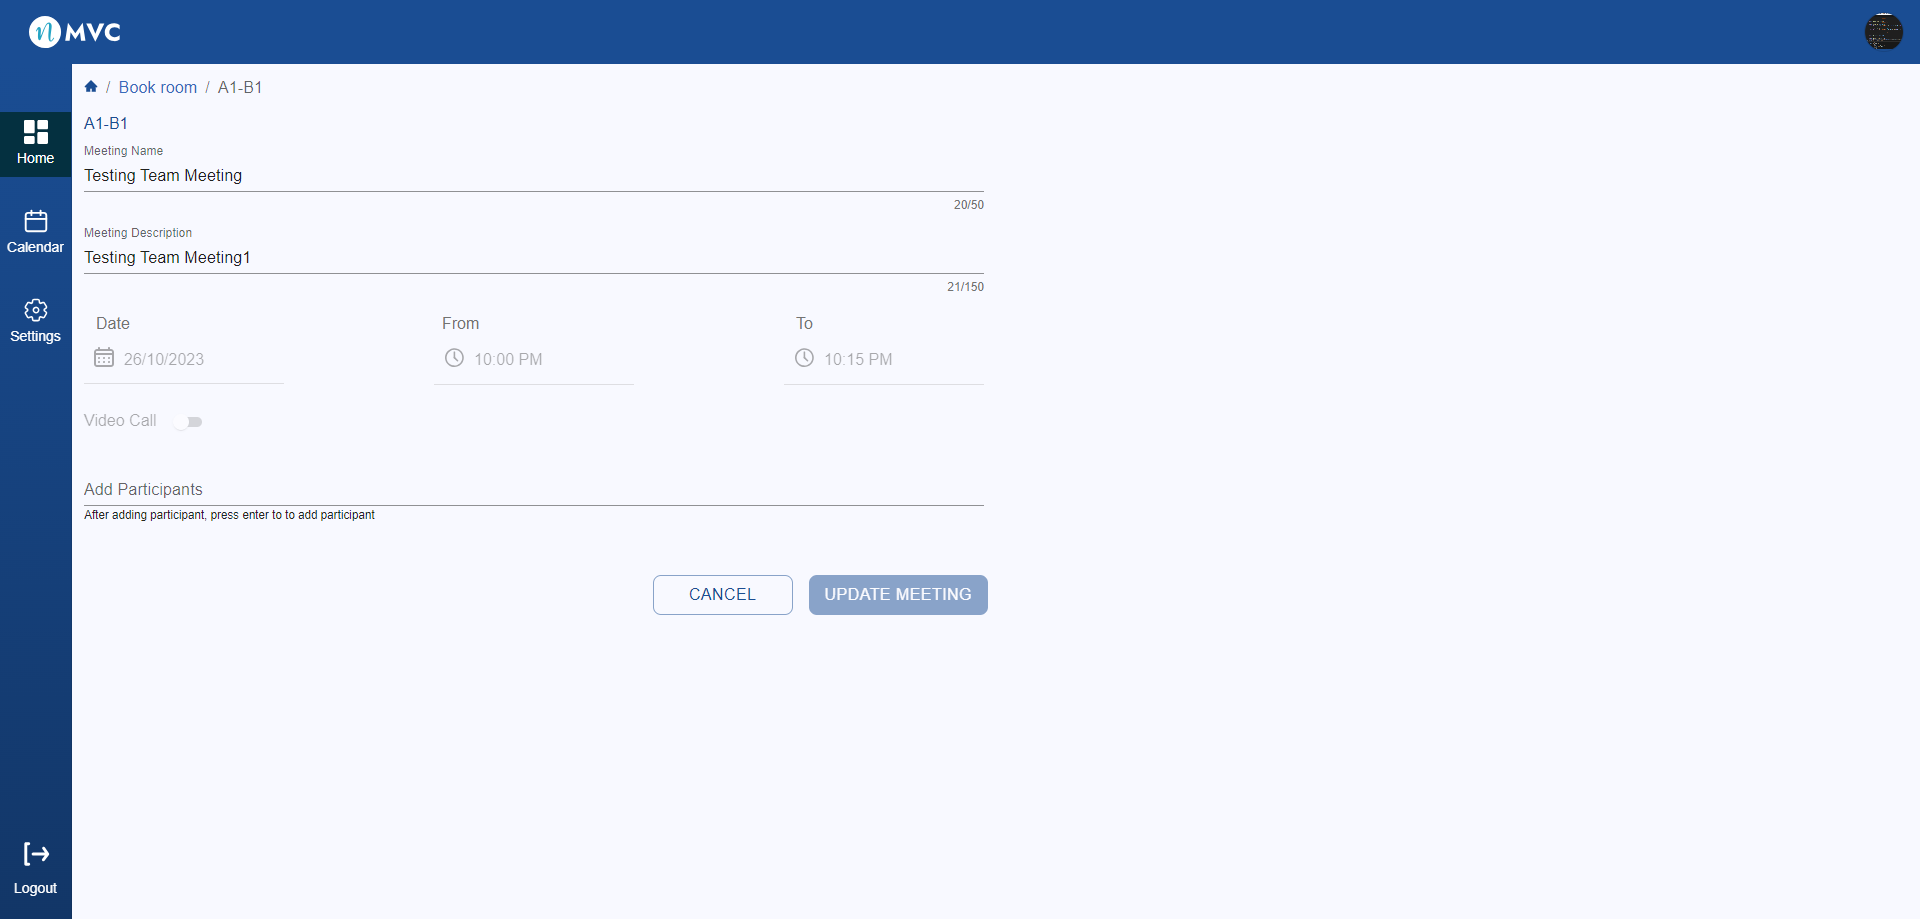 n MVC
/ Book room / A1-B1
A1-B1
Home
Meeting Name
Testing Team Meeting
20/50
Calendar
Meeting Description
Testing Team Meeting1
21/150
Settings
Date From To
26/10/2023 10:00 PM 10:15 PM
Video Call
Add Participants
After adding participant, press enter to to add participant
CANCEL UPDATE MEETING
Logout